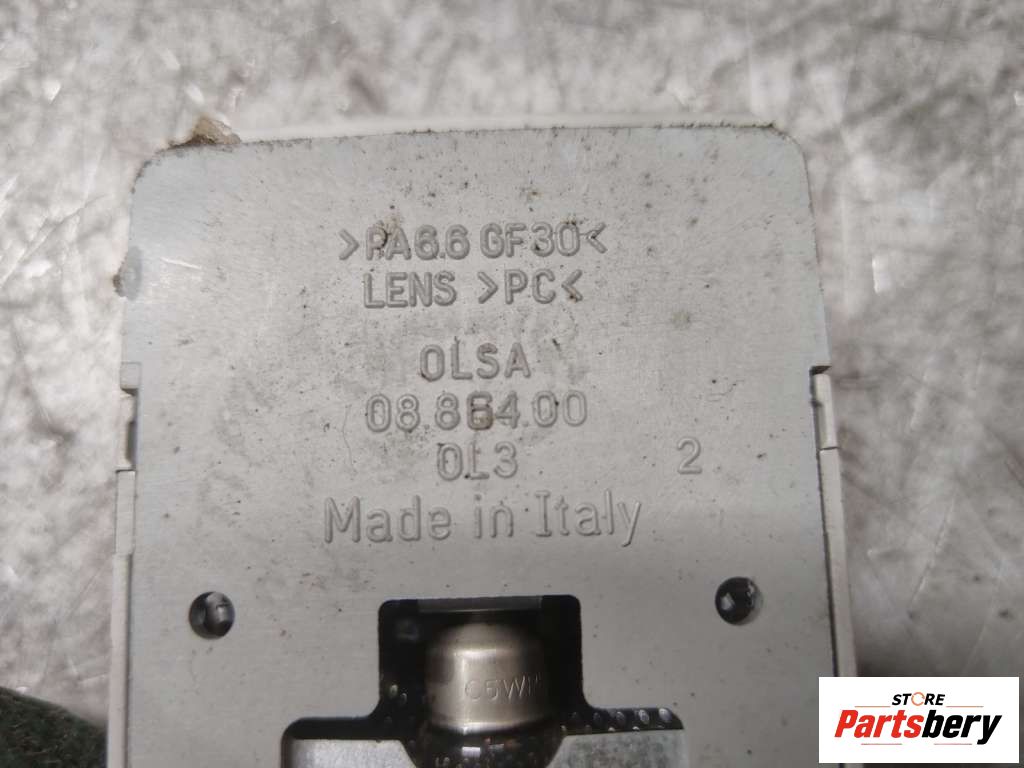 >PA6.6 GF30<
LENS >PC<
OLSA
08.864.00
OL3 2
Made in Italy
C5W
STORE
Partsbery